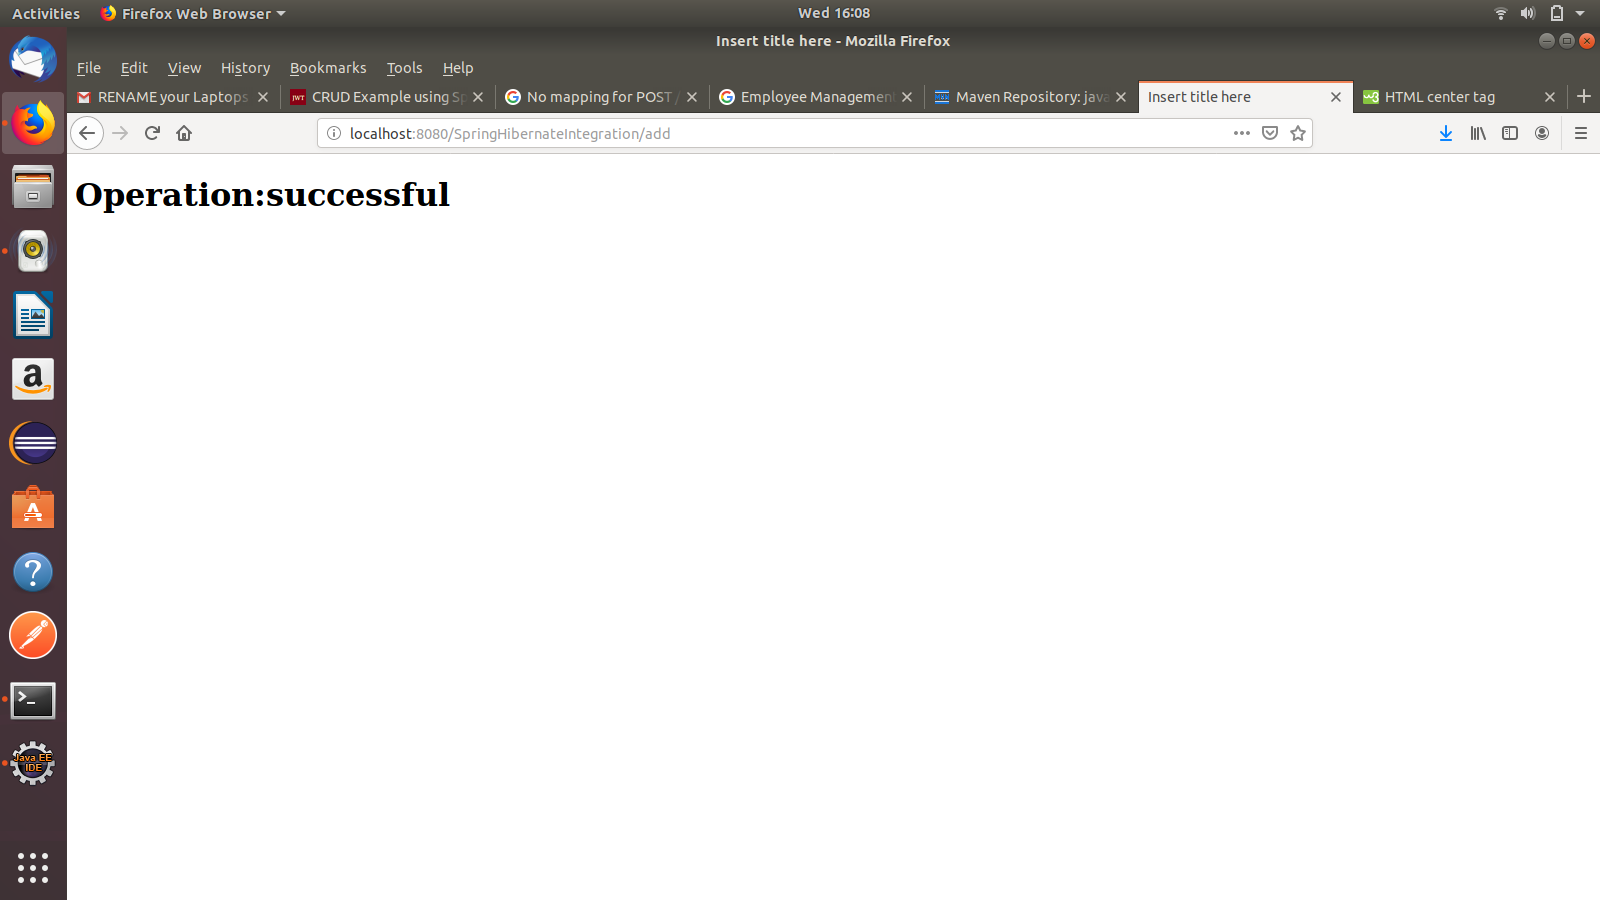 Activities Firefox Web Browser Wed 16:08
Insert title here - Mozilla Firefox
File Edit View History Bookmarks Tools Help
RENAME your Laptops CRUD Example using Sp No mapping for POST / Employee Management Maven Repository: java Insert title here HTML center tag
localhost:8080/SpringHibernateIntegration/add
Operation:successful
Java EE
IDE